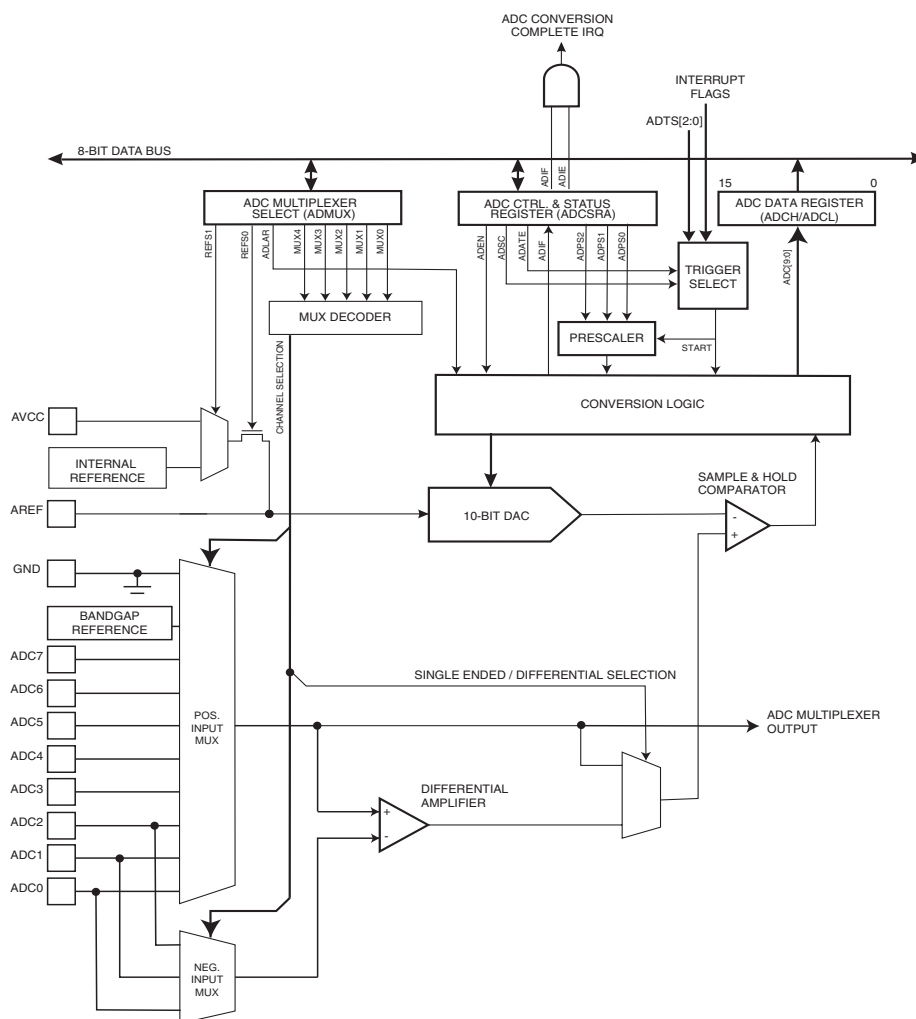 ADC CONVERSION
COMPLETE IRQ
INTERRUPT
FLAGS
ADTS[2:0]
8-BIT DATA BUS
ADIF
ADIE
15
0
ADC MULTIPLEXER
SELECT (ADMUX)
ADC CTRL. & STATUS
REGISTER (ADCSRA)
ADC DATA REGISTER
(ADCH/ADCL)
REFS1
REFS0
ADLAR
MUX4
MUX3
MUX2
MUX1
MUX0
ADEN
ADSC
ADATE
ADIF
ADPS2
ADPS1
ADPS0
TRIGGER
SELECT
ADC[9:0]
MUX DECODER
PRESCALER
START
CHANNEL SELECTION
CONVERSION LOGIC
AVCC
INTERNAL
REFERENCE
SAMPLE & HOLD
COMPARATOR
AREF
10-BIT DAC
-
+
GND
BANDGAP
REFERENCE
ADC7
ADC6
SINGLE ENDED / DIFFERENTIAL SELECTION
ADC5
POS.
INPUT
MUX
ADC MULTIPLEXER
OUTPUT
ADC4
ADC3
DIFFERENTIAL
AMPLIFIER
+
-
ADC2
ADC1
ADC0
NEG.
INPUT
MUX